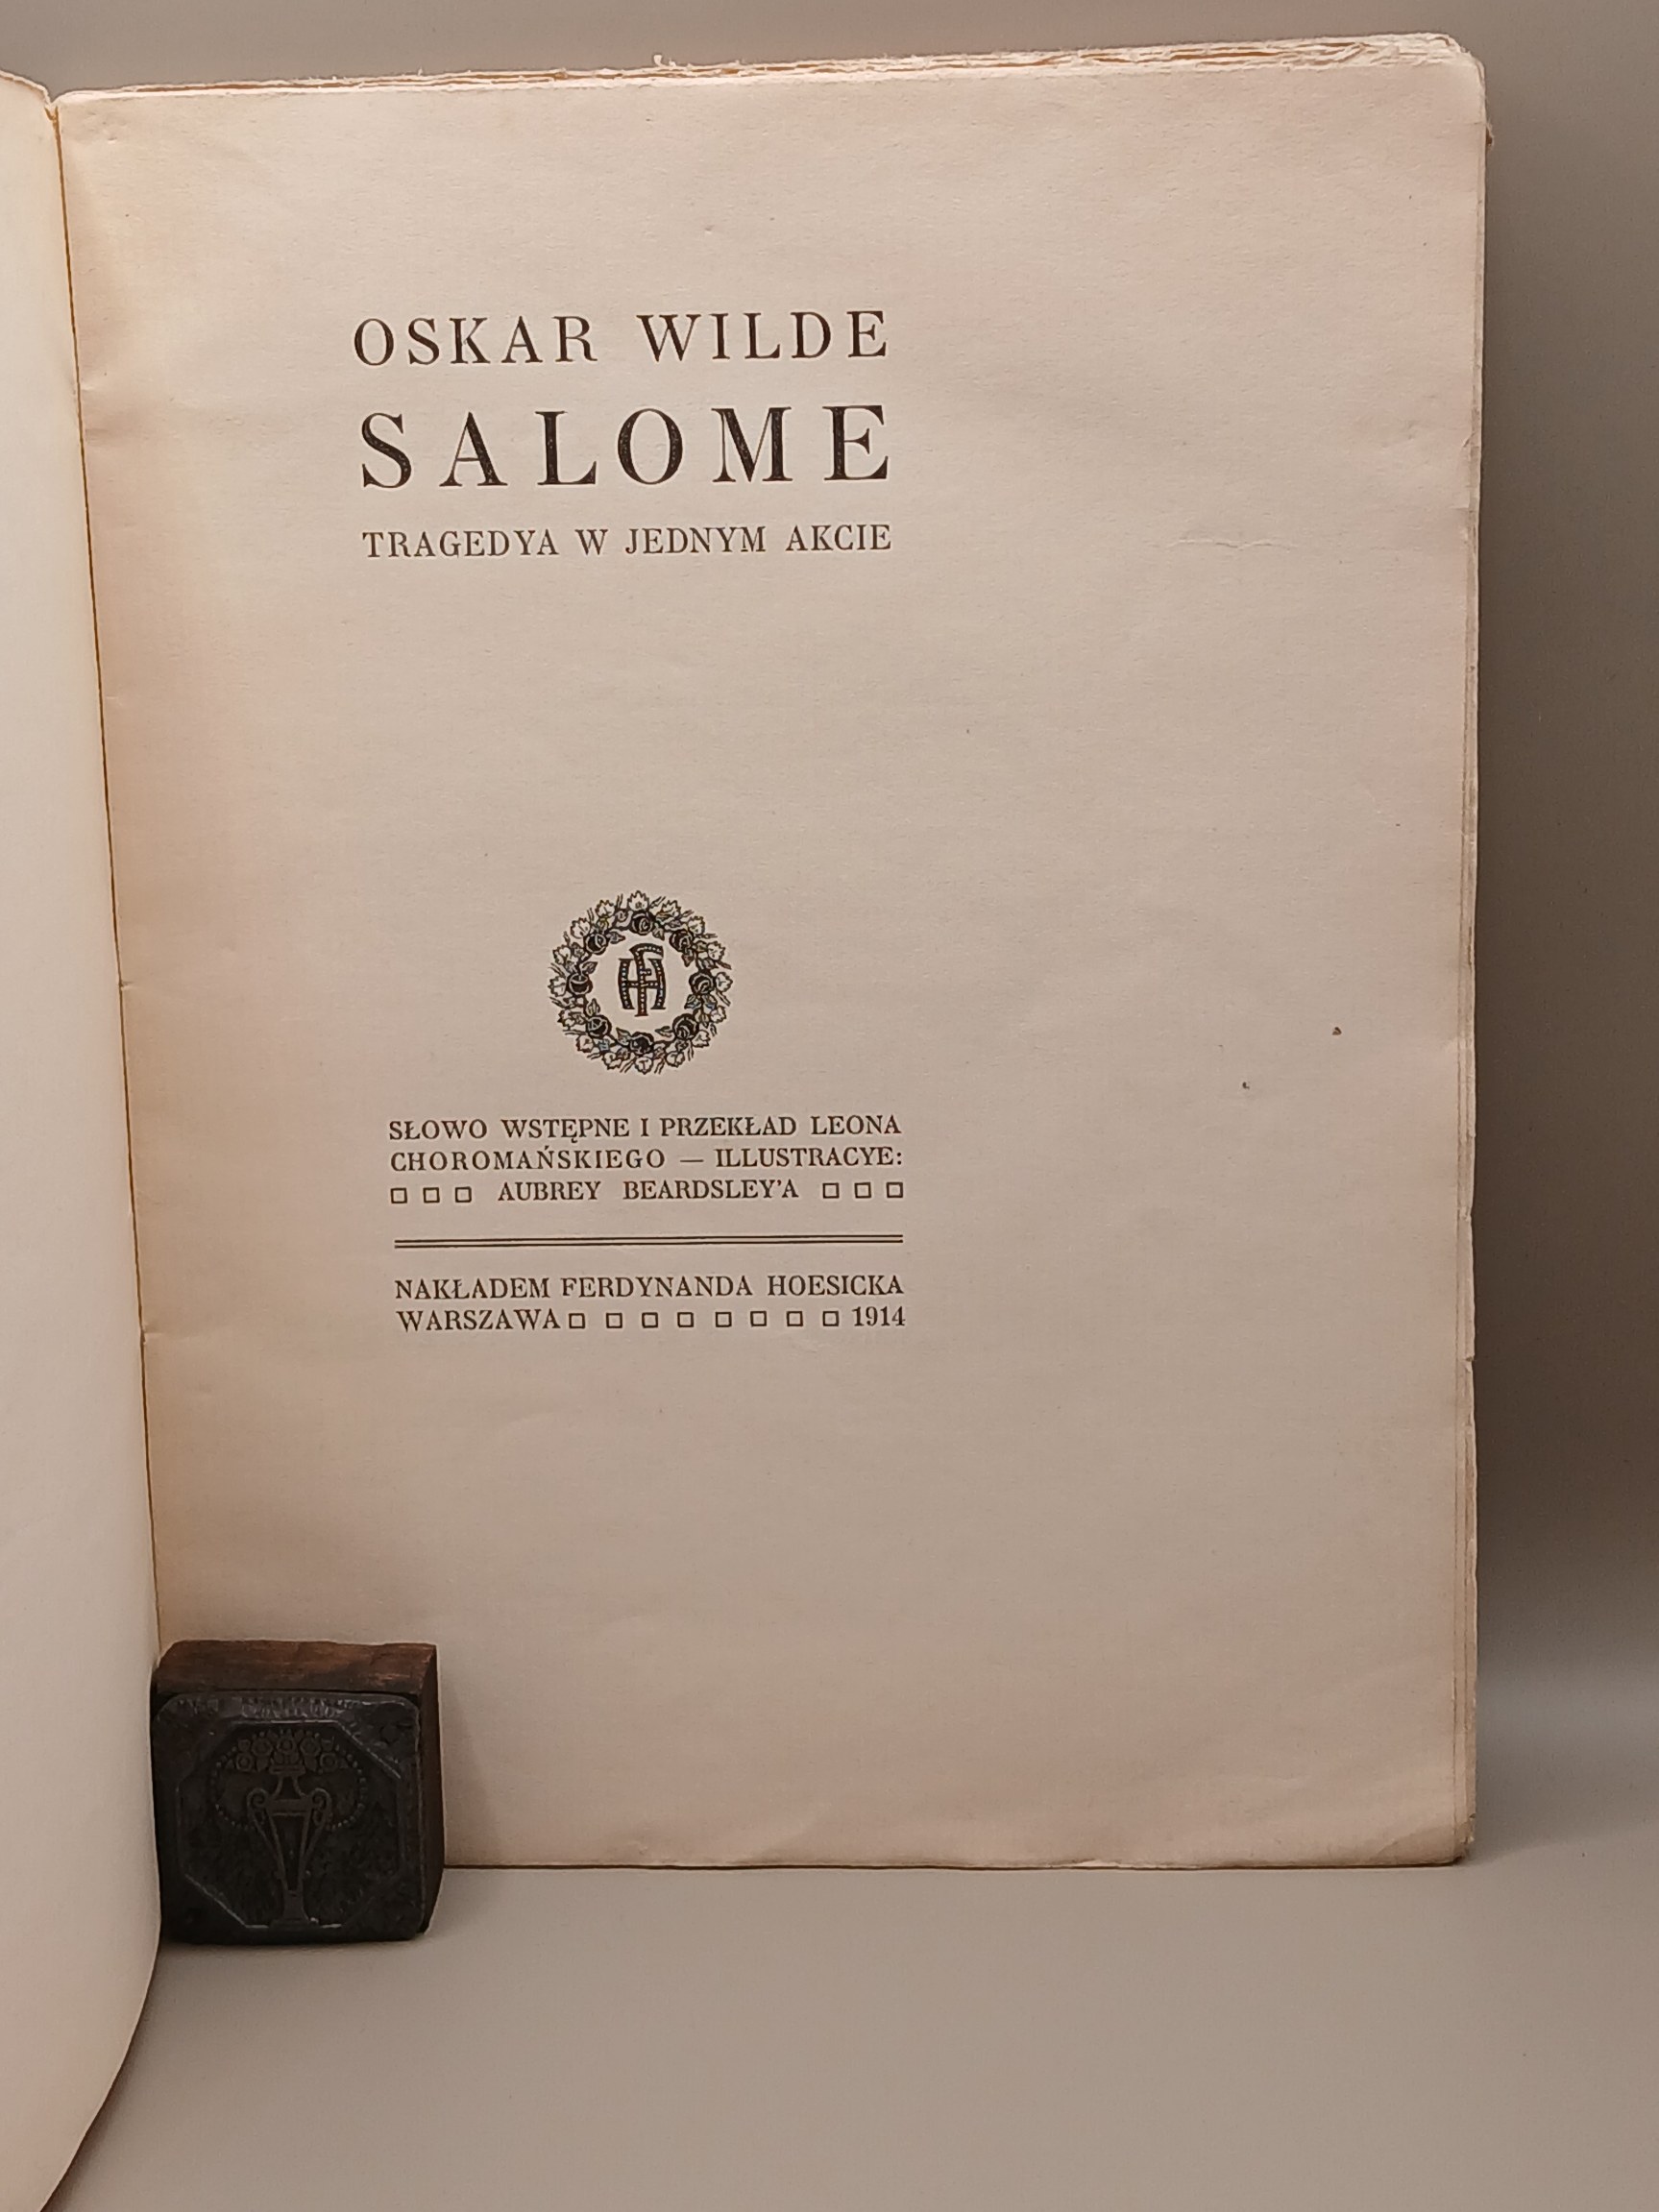 OSKAR WILDE
SALOME
TRAGEDYA W JEDNYM AKCIE
FH
SŁOWO WSTĘPNE I PRZEKŁAD LEONA
CHOROMAŃSKIEGO — ILLUSTRACYE:
□ □ □ AUBREY BEARDSLEY'A □ □ □
NAKŁADEM FERDYNANDA HOESICKA
WARSZAWA □ □ □ □ □ □ □ □ 1914